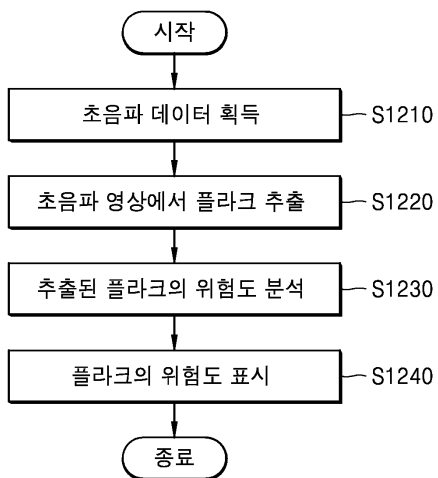 시작
초음파 데이터 획득 S1210
초음파 영상에서 플라크 추출 S1220
추출된 플라크의 위험도 분석 S1230
플라크의 위험도 표시 S1240
종료